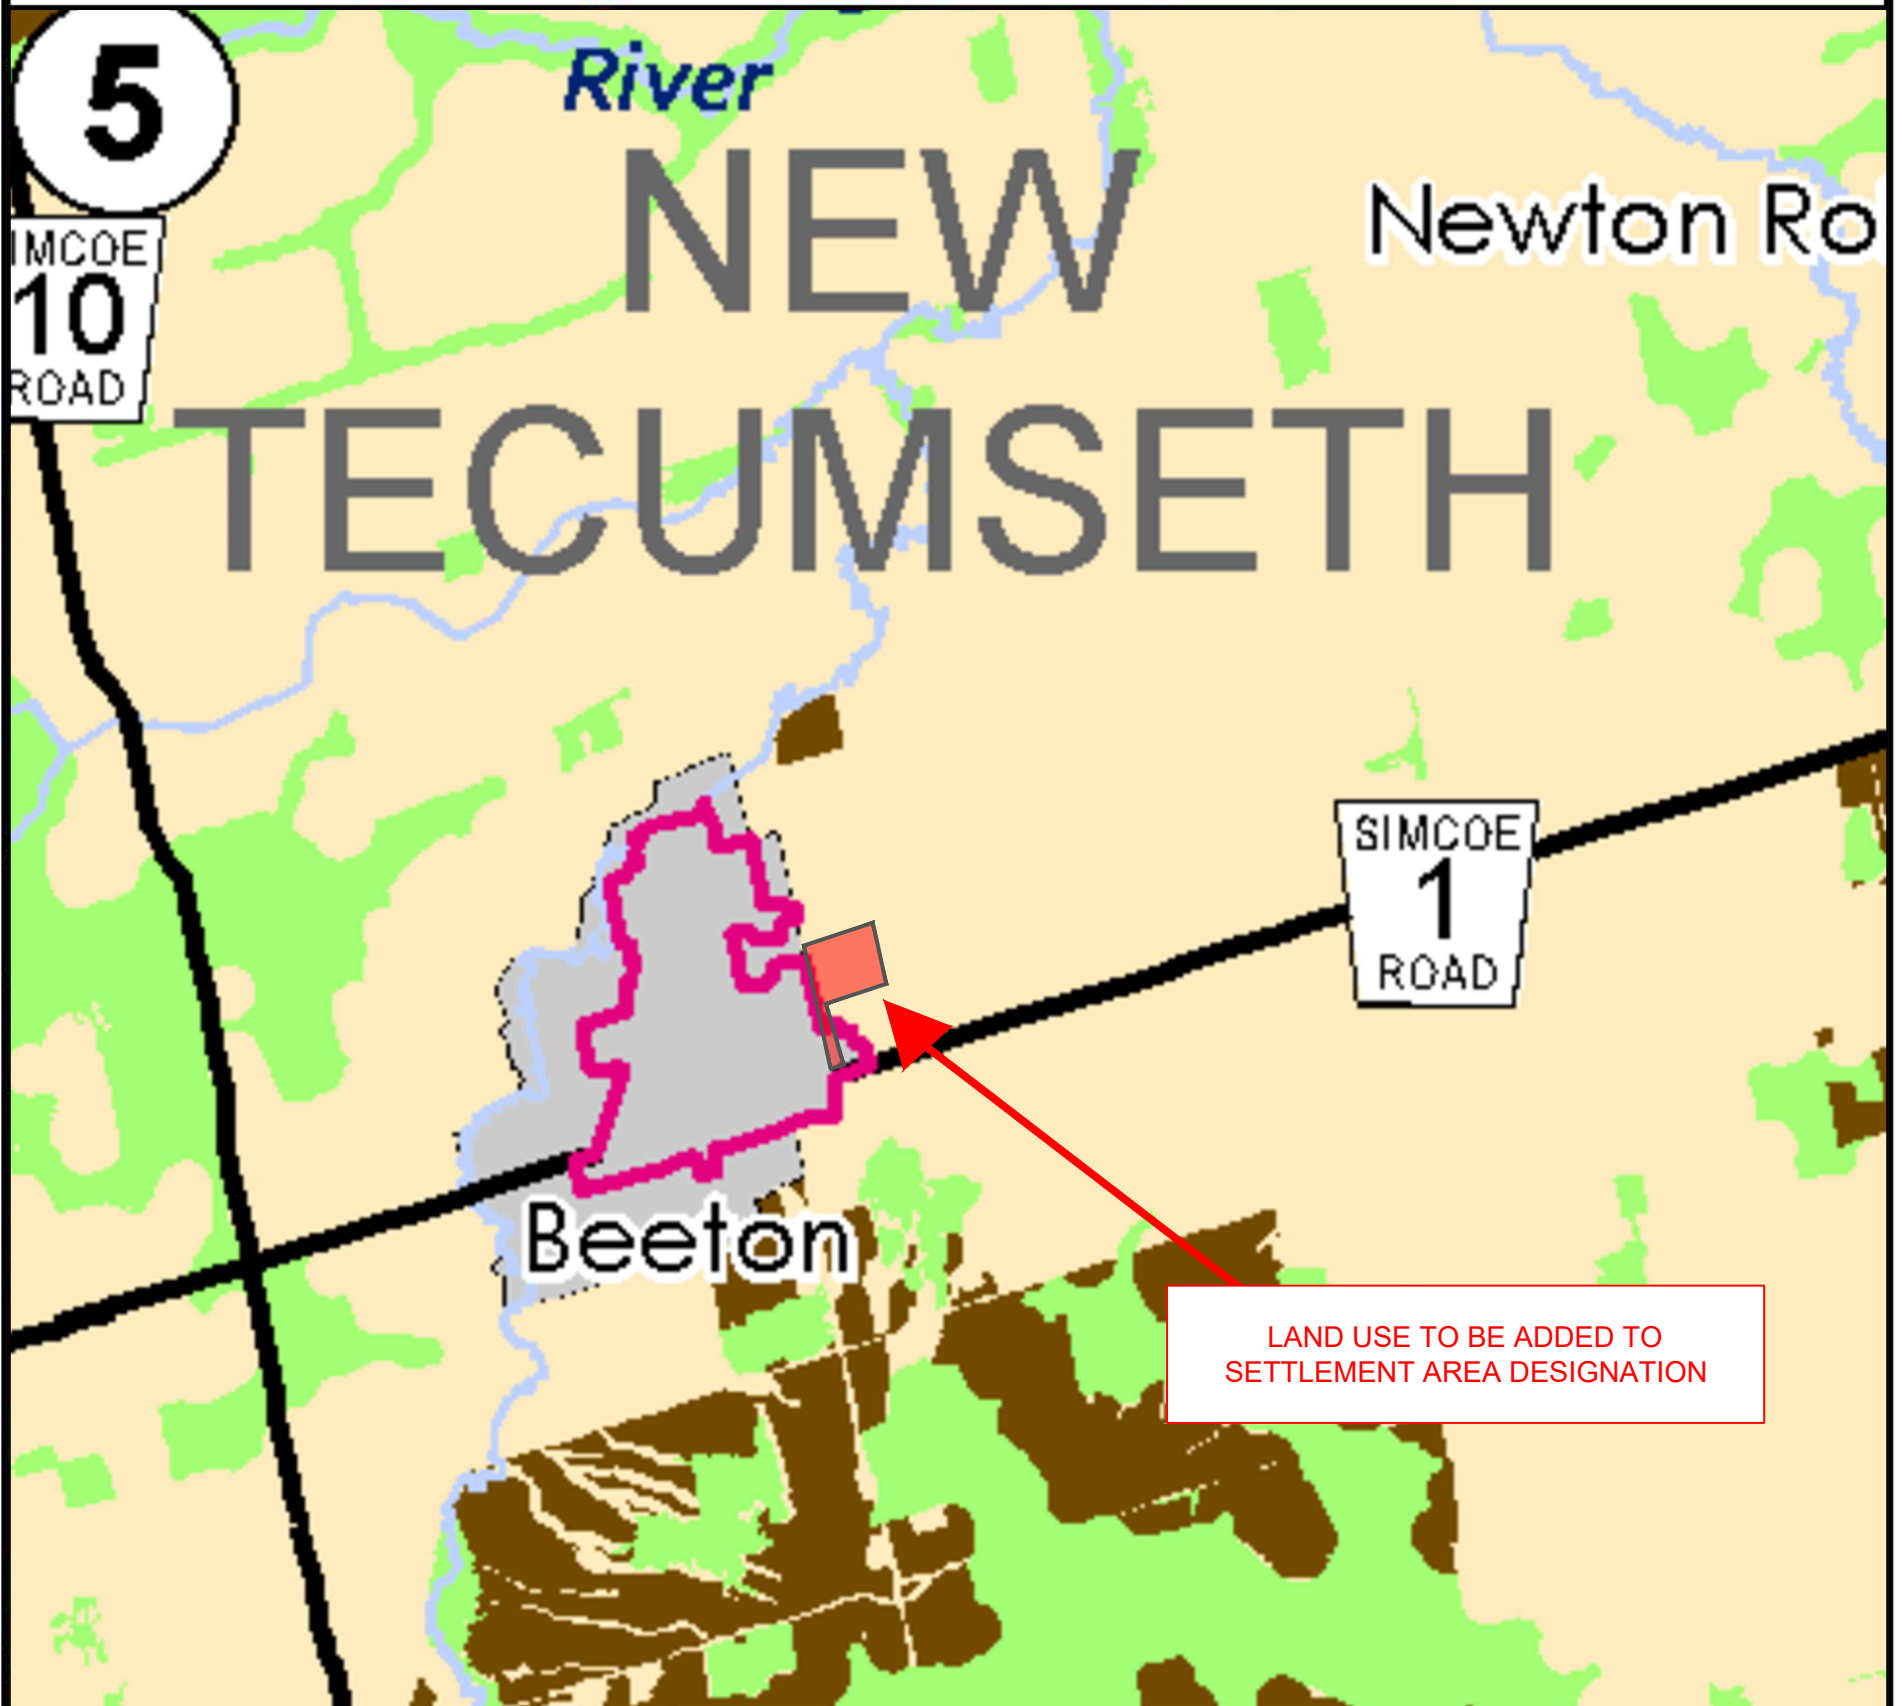 5
River
NEW
Newton Ro
IMCOE
10
ROAD
TECUMSETH
SIMCOE
1
ROAD
Beeton
LAND USE TO BE ADDED TO
SETTLEMENT AREA DESIGNATION